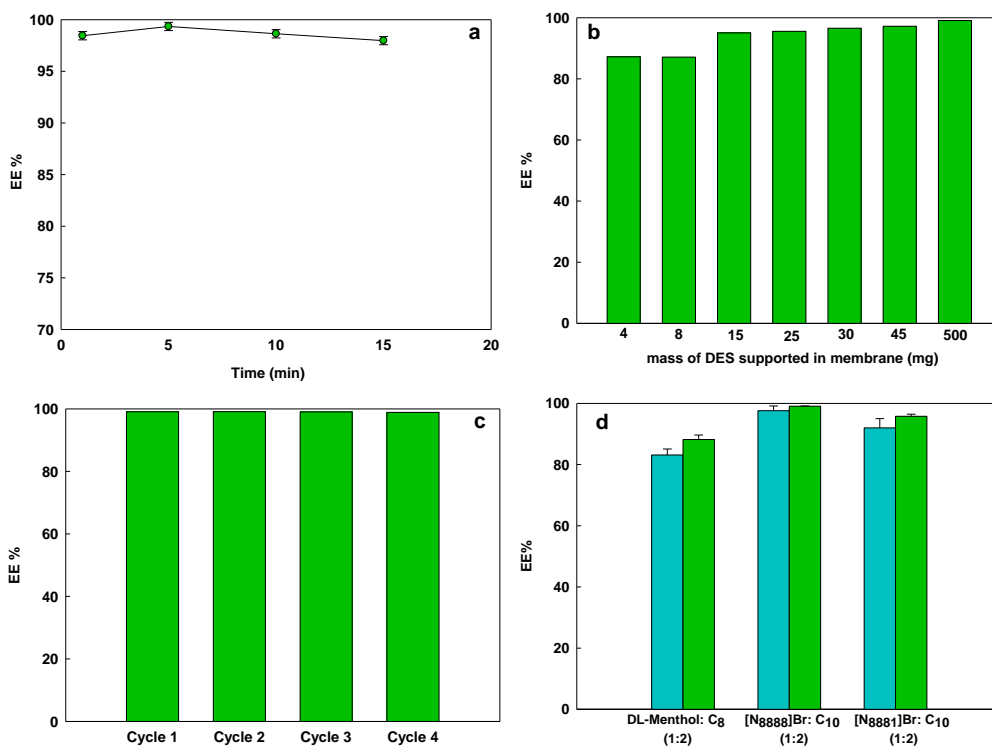 a
100
95
90
85
80
75
70
EE %
0
5
10
15
20
Time (min)
b
100
80
60
40
20
0
EE %
4
8
15
25
30
45
500
mass of DES supported in membrane (mg)
c
100
80
60
40
20
0
EE %
Cycle 1
Cycle 2
Cycle 3
Cycle 4
d
100
80
60
40
20
0
EE%
DL-Menthol: C8
(1:2)
[N8888]Br: C10
(1:2)
[N8881]Br: C10
(1:2)